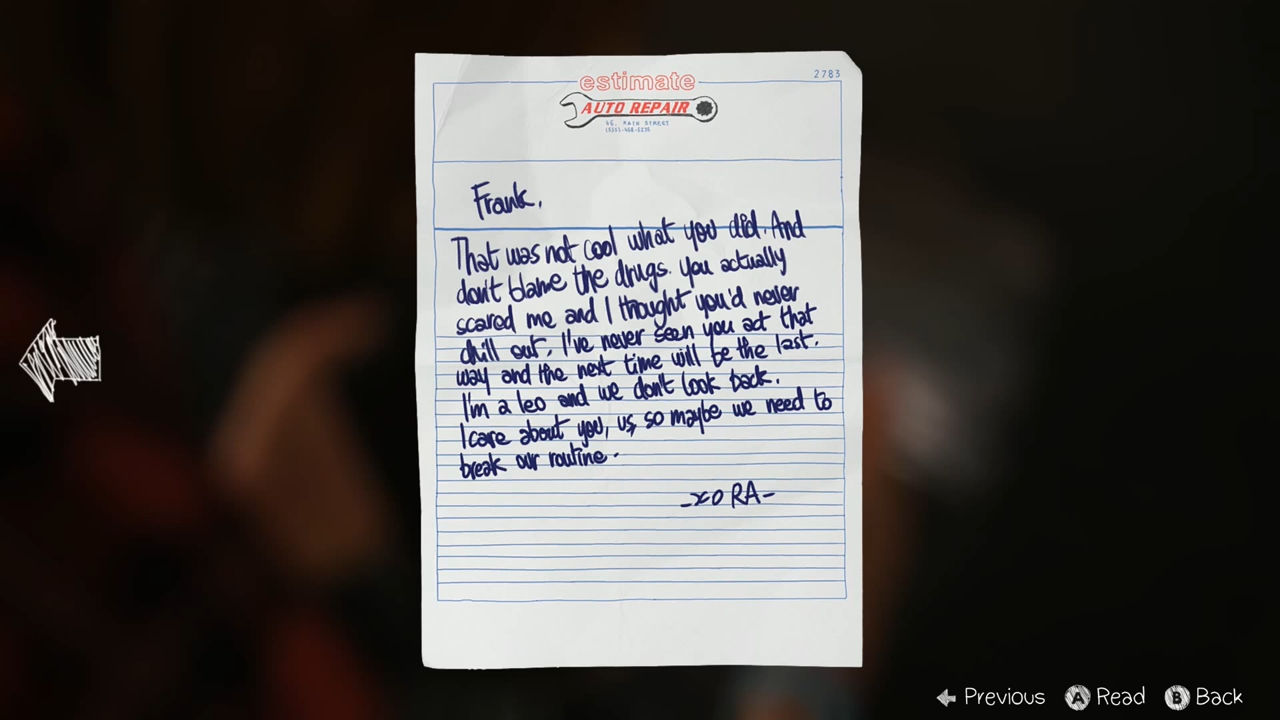 2783
estimate
AUTO REPAIR
46, MAIN STREET
Frank,
That was not cool what you did. And
don't blame the drugs. You actually
scared me and I thought you'd never
chill out. I've never seen you act that
way and the next time will be the last.
I'm a leo and we don't look back.
I care about you, us, so maybe we need to
break our routine.
-xo RA-
Previous
A Read
B Back